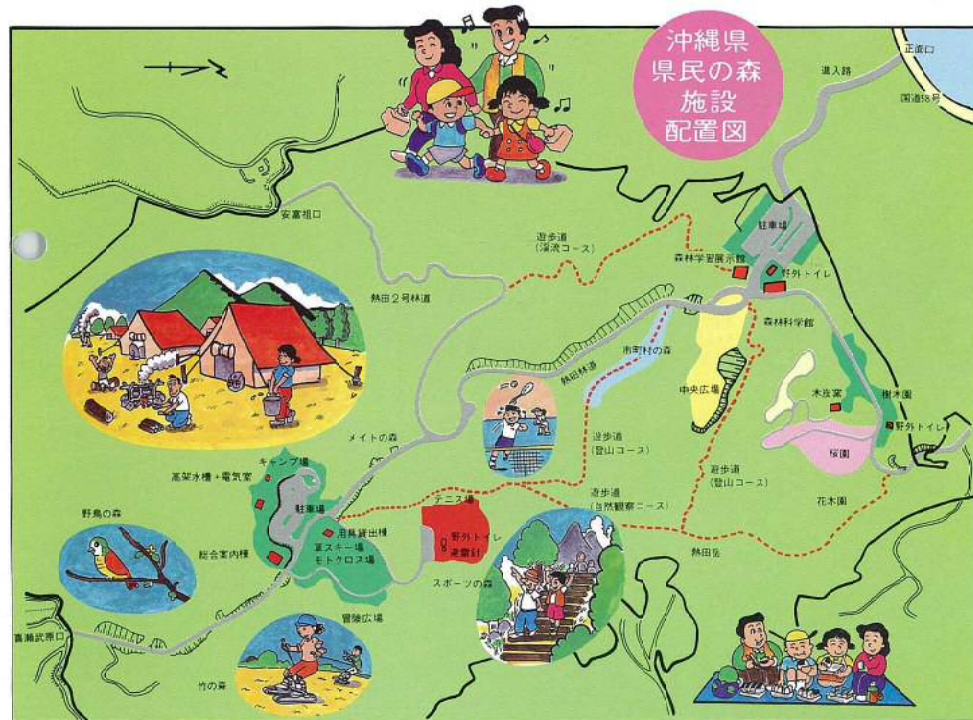 沖縄県
県民の森
施設
配置図
正面口
進入路
国道58号
安富祖口
駐車場
遊歩道
(渓流コース)
森林学習展示館
野外トイレ
熱田2号林道
森林科学館
市町村の森
熱田林道
中央広場
木炭窯
樹木園
野外トイレ
メイトの森
遊歩道
(登山コース)
遊歩道
(登山コース)
桜園
キャンプ場
高架水槽+電気室
花木園
駐車場
テニス場
遊歩道
(自然観察コース)
野鳥の森
用具貸出棟
野外トイレ
避雷針
総合案内棟
草スキー場
モトクロス場
熱田岳
スポーツの森
冒険広場
喜瀬武原口
竹の森